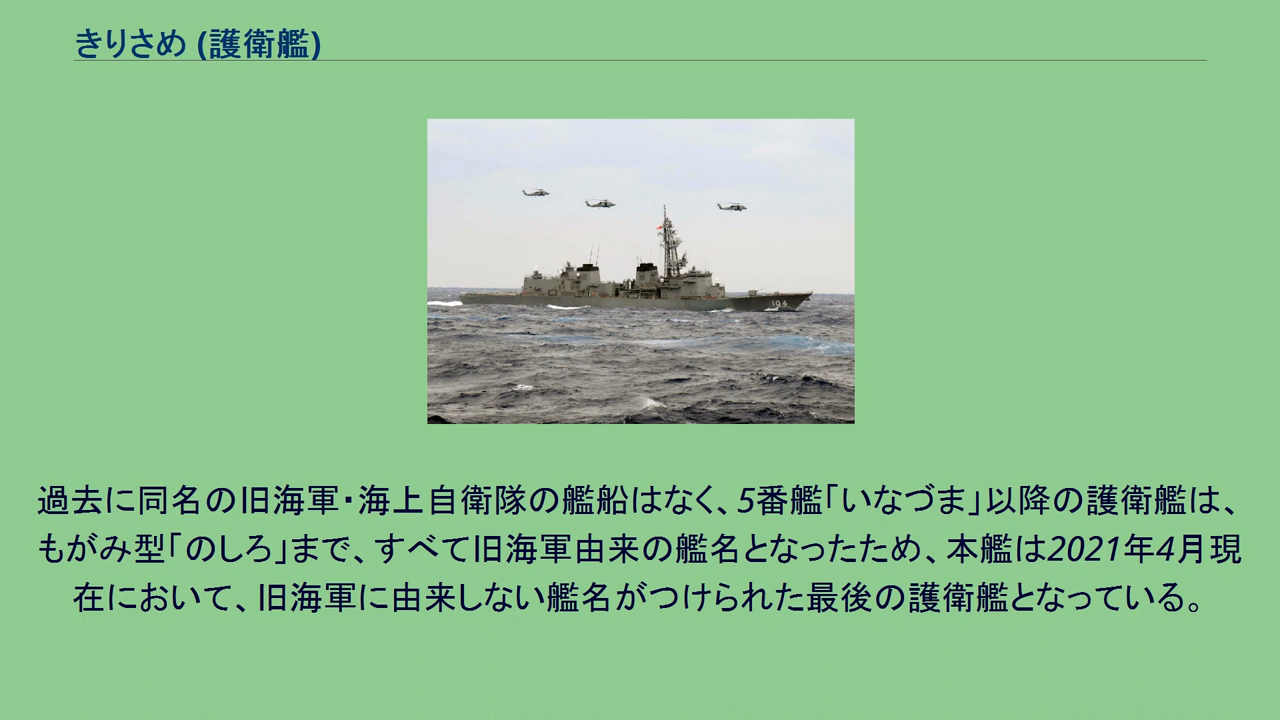 きりさめ (護衛艦)
104
過去に同名の旧海軍・海上自衛隊の艦船はなく、5番艦「いなづま」以降の護衛艦は、
もがみ型「のしろ」まで、すべて旧海軍由来の艦名となったため、本艦は2021年4月現
在において、旧海軍に由来しない艦名がつけられた最後の護衛艦となっている。